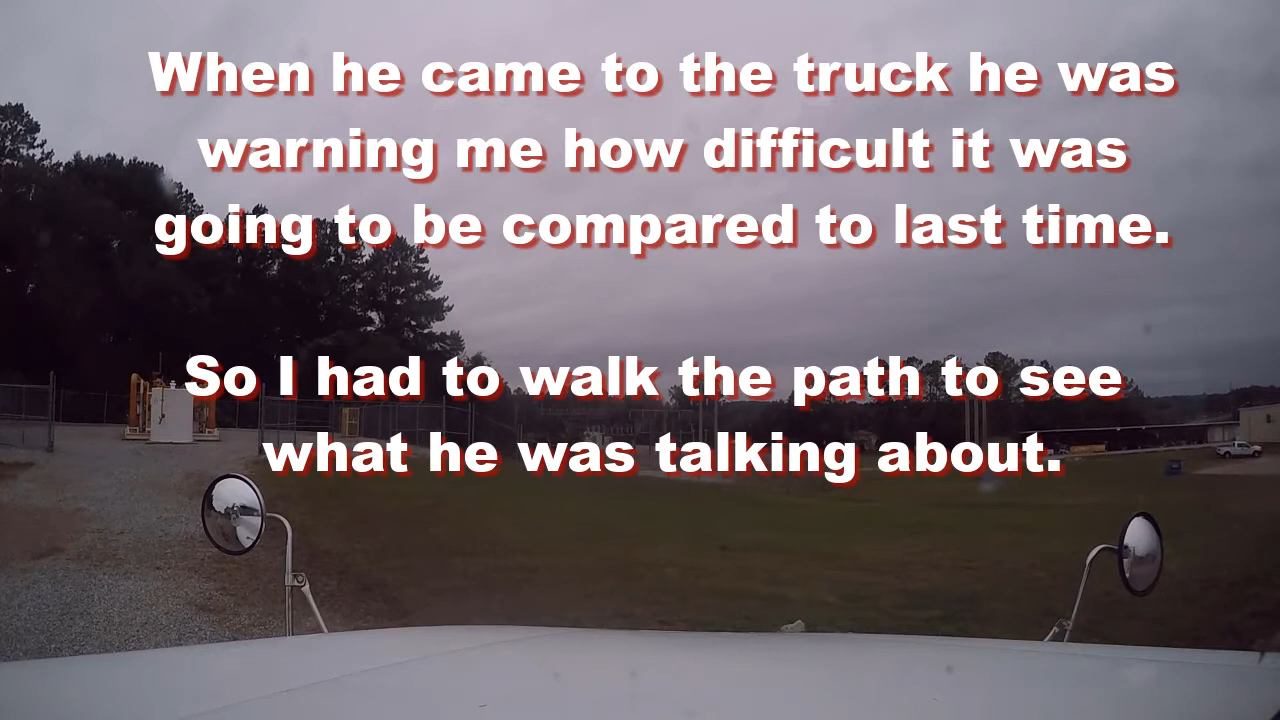 When he came to the truck he was
warning me how difficult it was
going to be compared to last time.
So I had to walk the path to see
what he was talking about.